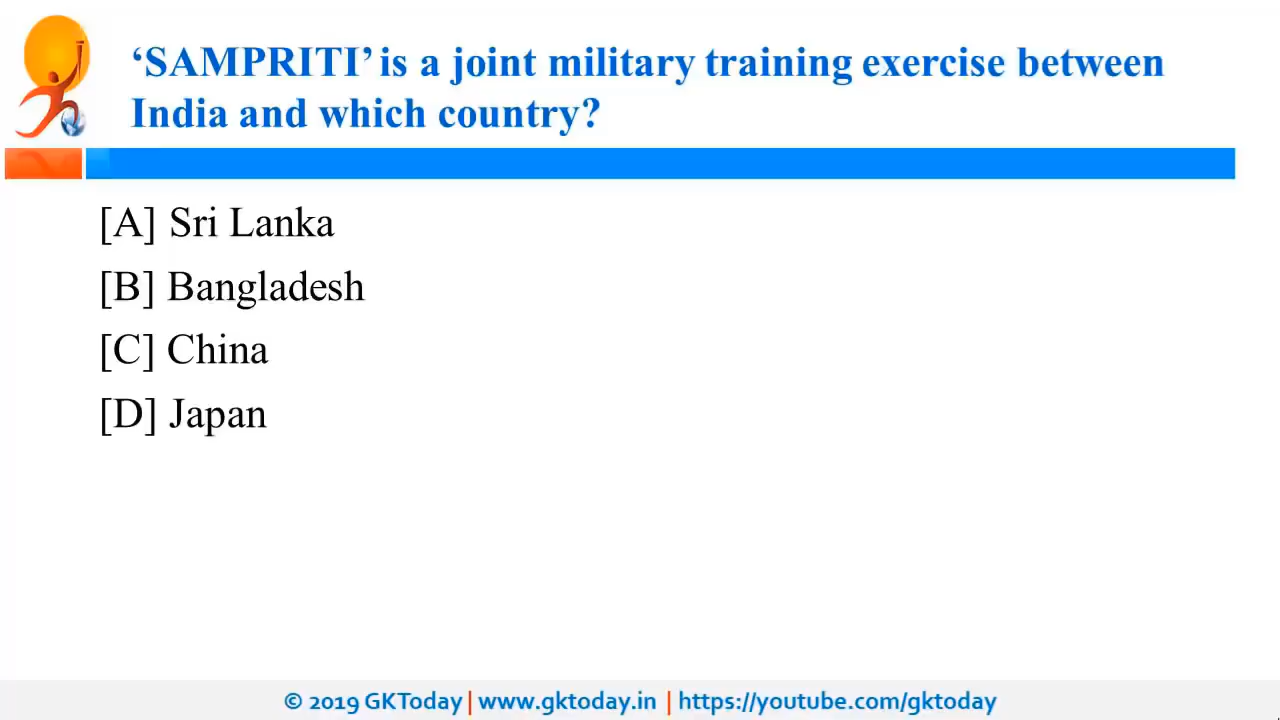 ‘SAMPRITI’ is a joint military training exercise between
India and which country?
[A] Sri Lanka
[B] Bangladesh
[C] China
[D] Japan
© 2019 GKToday | www.gktoday.in | https://youtube.com/gktoday